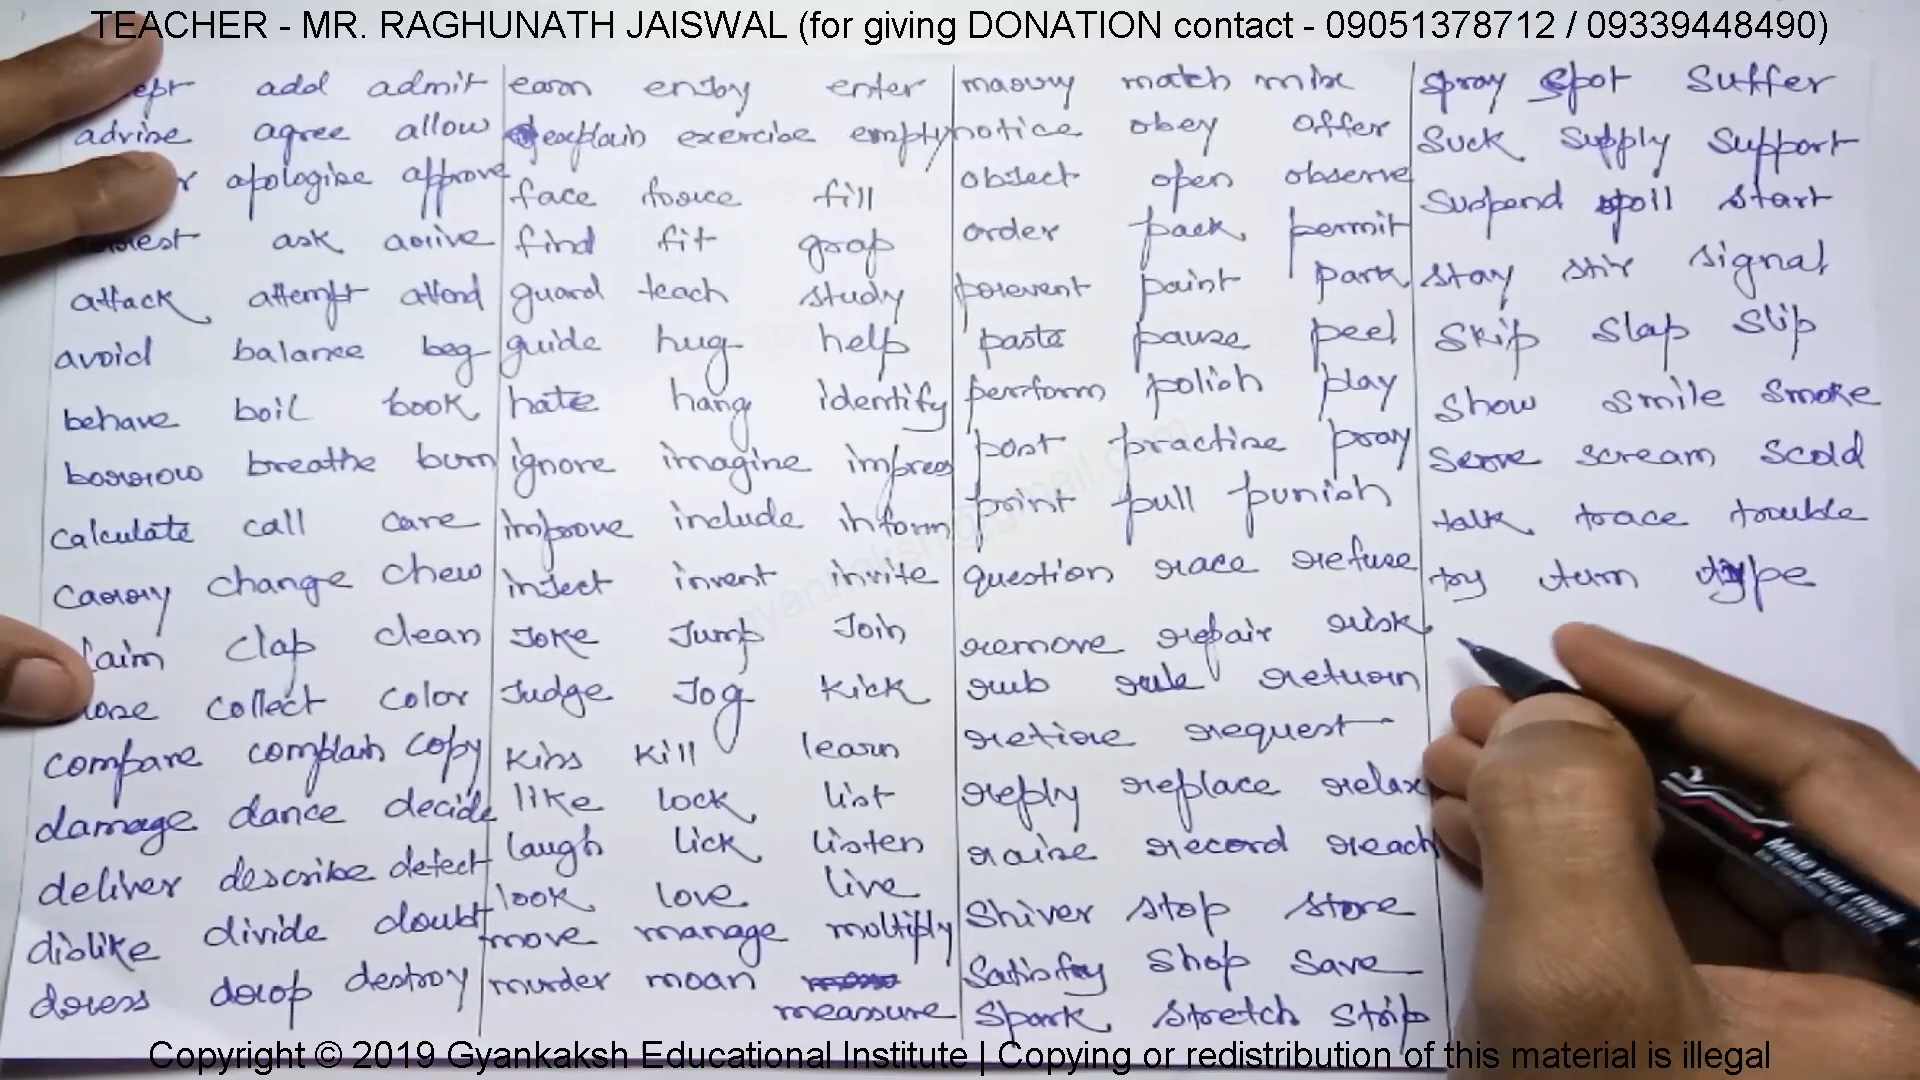 TEACHER - MR. RAGHUNATH JAISWAL (for giving DONATION contact - 09051378712 / 09339448490)
add admit
advise agree allow
apologise approve
ask arrive
attack attempt attend
avoid balance beg
behave boil book
borrow breathe burn
calculate call care
carry change chew
clap clean
collect color
compare complain copy
damage dance decide
deliver describe detect
dislike divide doubt
dress drop destroy
earn enjoy enter
explain exercise empty
face force fill
find fit grap
guard teach study
guide hug help
hate hang identify
ignore imagine impress
improve include inform
inject invent invite
Joke Jump Join
Judge Jog kick
kiss kill learn
like lock list
laugh lick listen
look love live
move manage multiply
murder moan
meassure
marry match mix
notice obey offer
object open observe
order pack permit
prevent paint park
paste pause peel
perform polish play
post practise pray
print pull punish
question race refuse
remove repair risk
rub rule return
retire request
reply replace relax
raise record reach
Shiver stop store
Satisfy Shop Save
Spark Stretch Strip
Spray Spot Suffer
Suck Supply Support
Suspend spoil start
stay stir signal
Skip Slap Slip
Show smile smoke
Serve scream scold
talk trace trouble
try turn type
gyankaksh@gmail.com
Make your mark
Copyright © 2019 Gyankaksh Educational Institute | Copying or redistribution of this material is illegal